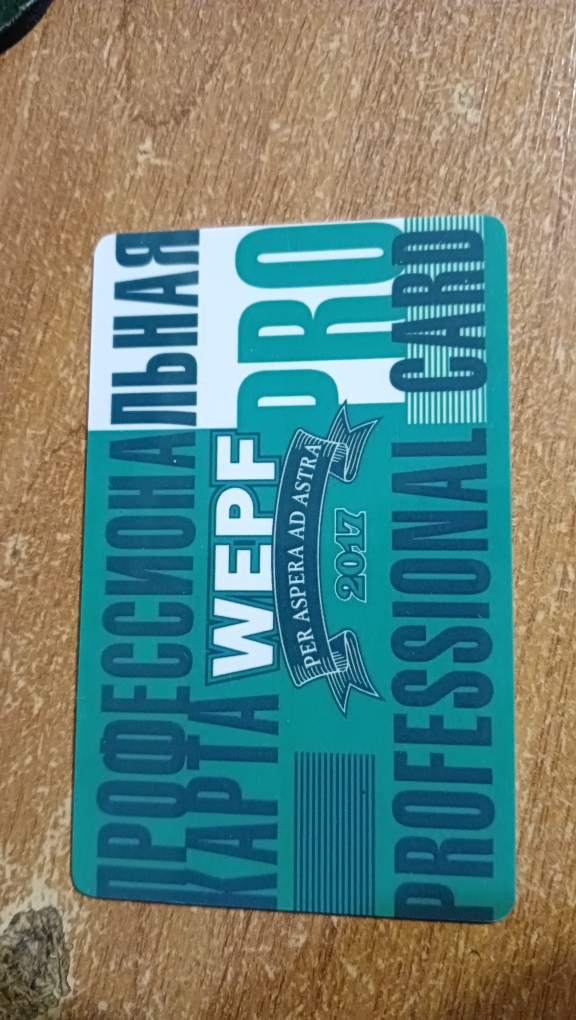 ПРОФЕССИОНАЛЬНАЯ
КАРТА
WEPF PRO
PER ASPERA AD ASTRA
2017
PROFESSIONAL CARD